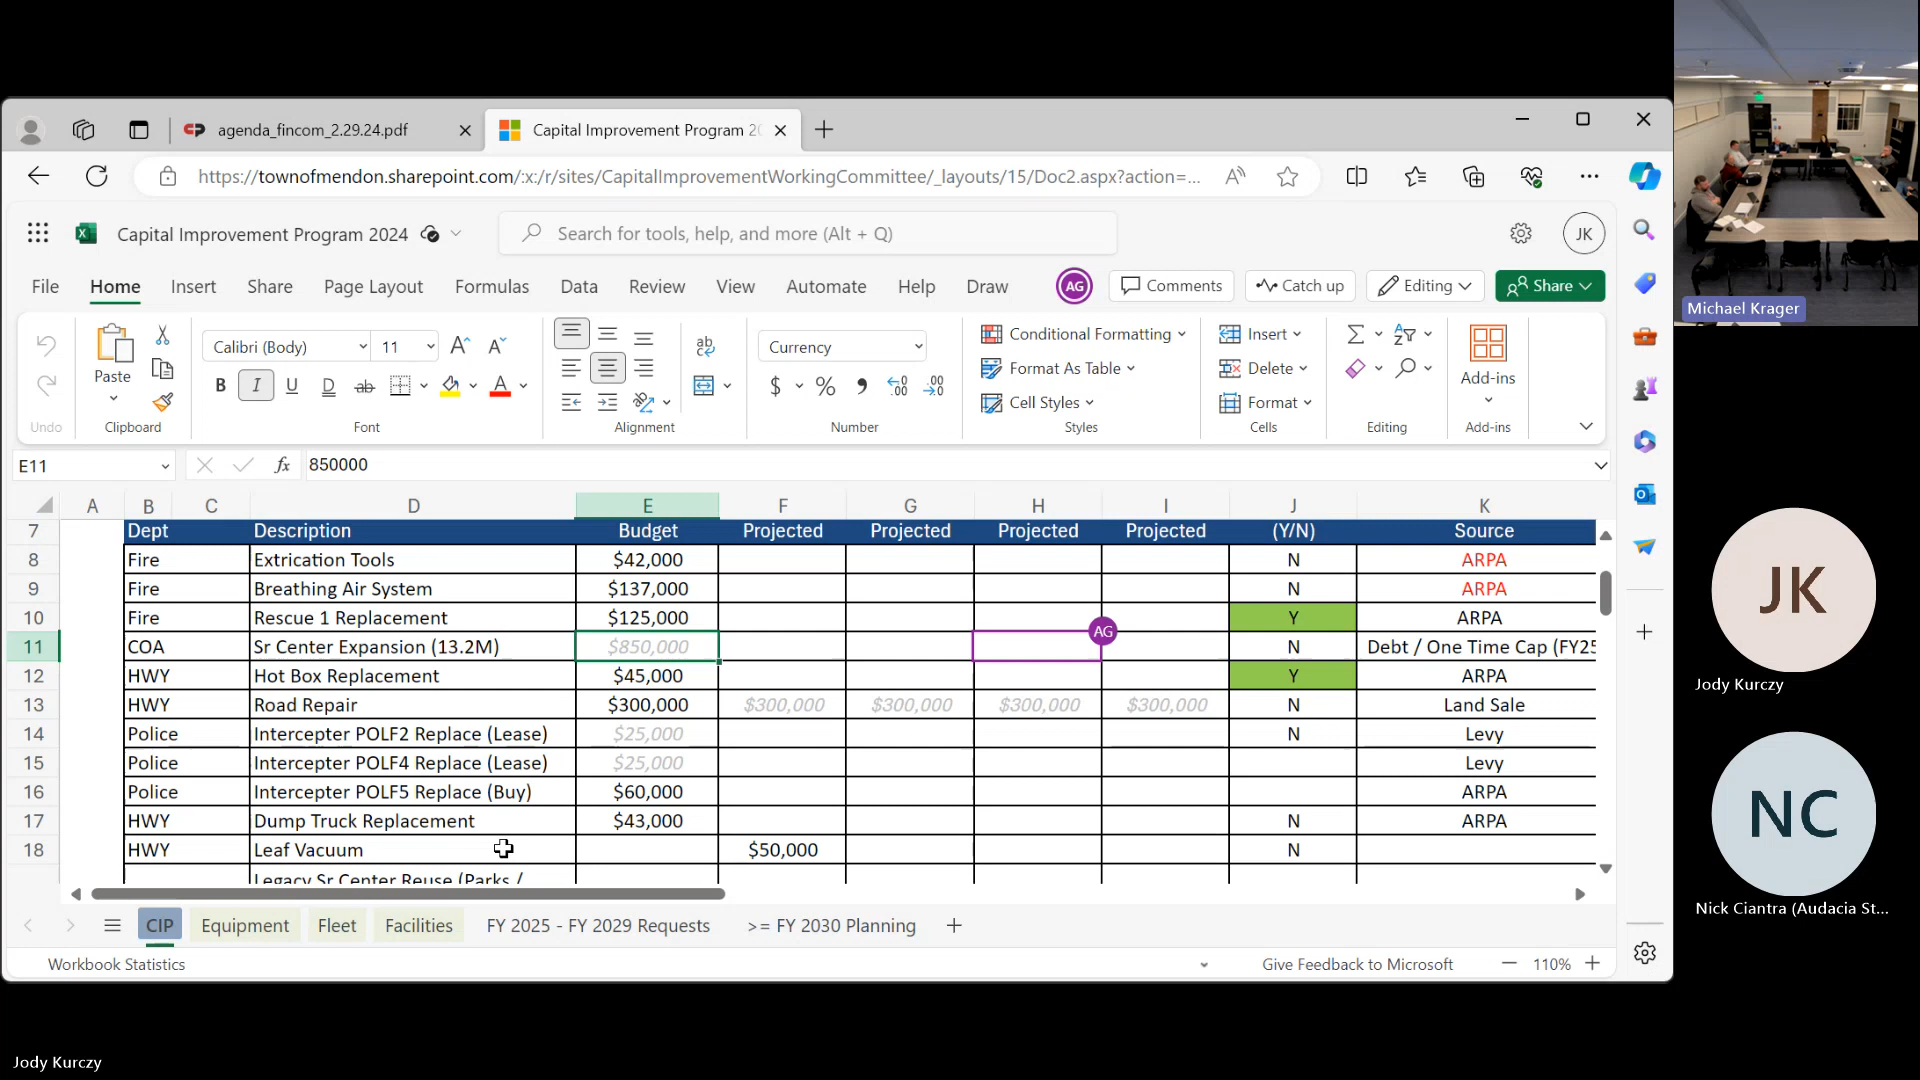 agenda_fincom_2.29.24.pdf
Capital Improvement Program 20
https://townofmendon.sharepoint.com/:x:/r/sites/CapitalImprovementWorkingCommittee/_layouts/15/Doc2.aspx?action=...
Capital Improvement Program 2024
Search for tools, help, and more (Alt + Q)
JK
File Home Insert Share Page Layout Formulas Data Review View Automate Help Draw
AG Comments Catch up Editing Share
Calibri (Body) 11
Currency
Conditional Formatting
Format As Table
Cell Styles
Insert
Delete
Format
Paste
Add-ins
Undo Clipboard Font Alignment Number Styles Cells Editing Add-ins
E11 fx 850000
A B C D E F G H I J K
7 Dept Description Budget Projected Projected Projected Projected (Y/N) Source
8 Fire Extrication Tools $42,000 N ARPA
9 Fire Breathing Air System $137,000 N ARPA
10 Fire Rescue 1 Replacement $125,000 Y ARPA
AG
11 COA Sr Center Expansion (13.2M) $850,000 N Debt / One Time Cap (FY25
12 HWY Hot Box Replacement $45,000 Y ARPA
13 HWY Road Repair $300,000 $300,000 $300,000 $300,000 $300,000 N Land Sale
14 Police Intercepter POLF2 Replace (Lease) $25,000 N Levy
15 Police Intercepter POLF4 Replace (Lease) $25,000 Levy
16 Police Intercepter POLF5 Replace (Buy) $60,000 ARPA
17 HWY Dump Truck Replacement $43,000 N ARPA
18 HWY Leaf Vacuum $50,000 N
Legacy Sr Center Reuse (Parks /
CIP Equipment Fleet Facilities FY 2025 - FY 2029 Requests >= FY 2030 Planning
Workbook Statistics Give Feedback to Microsoft 110%
Michael Krager
JK
Jody Kurczy
NC
Nick Ciantra (Audacia St...
Jody Kurczy